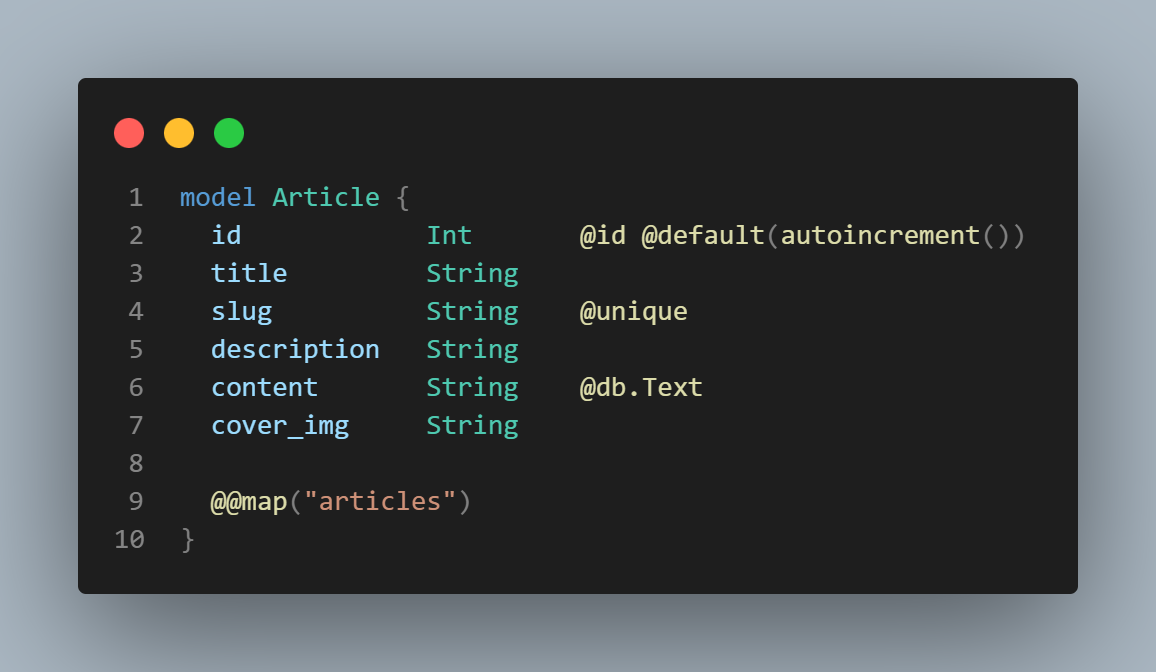 1 model Article {
2   id            Int       @id @default(autoincrement())
3   title         String
4   slug          String    @unique
5   description   String
6   content       String    @db.Text
7   cover_img     String
8
9   @@map("articles")
10 }